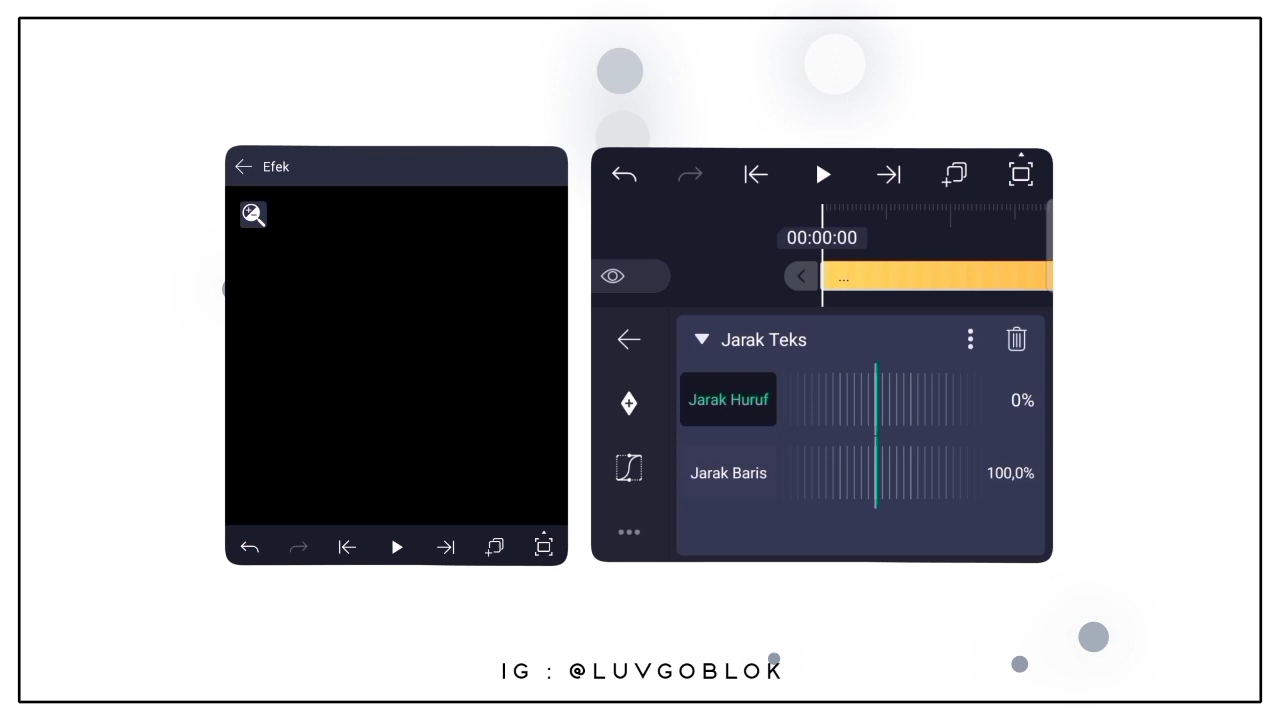 Efek
00:00:00
...
Jarak Teks
Jarak Huruf
0%
Jarak Baris
100,0%
IG : @LUVGOBLOK